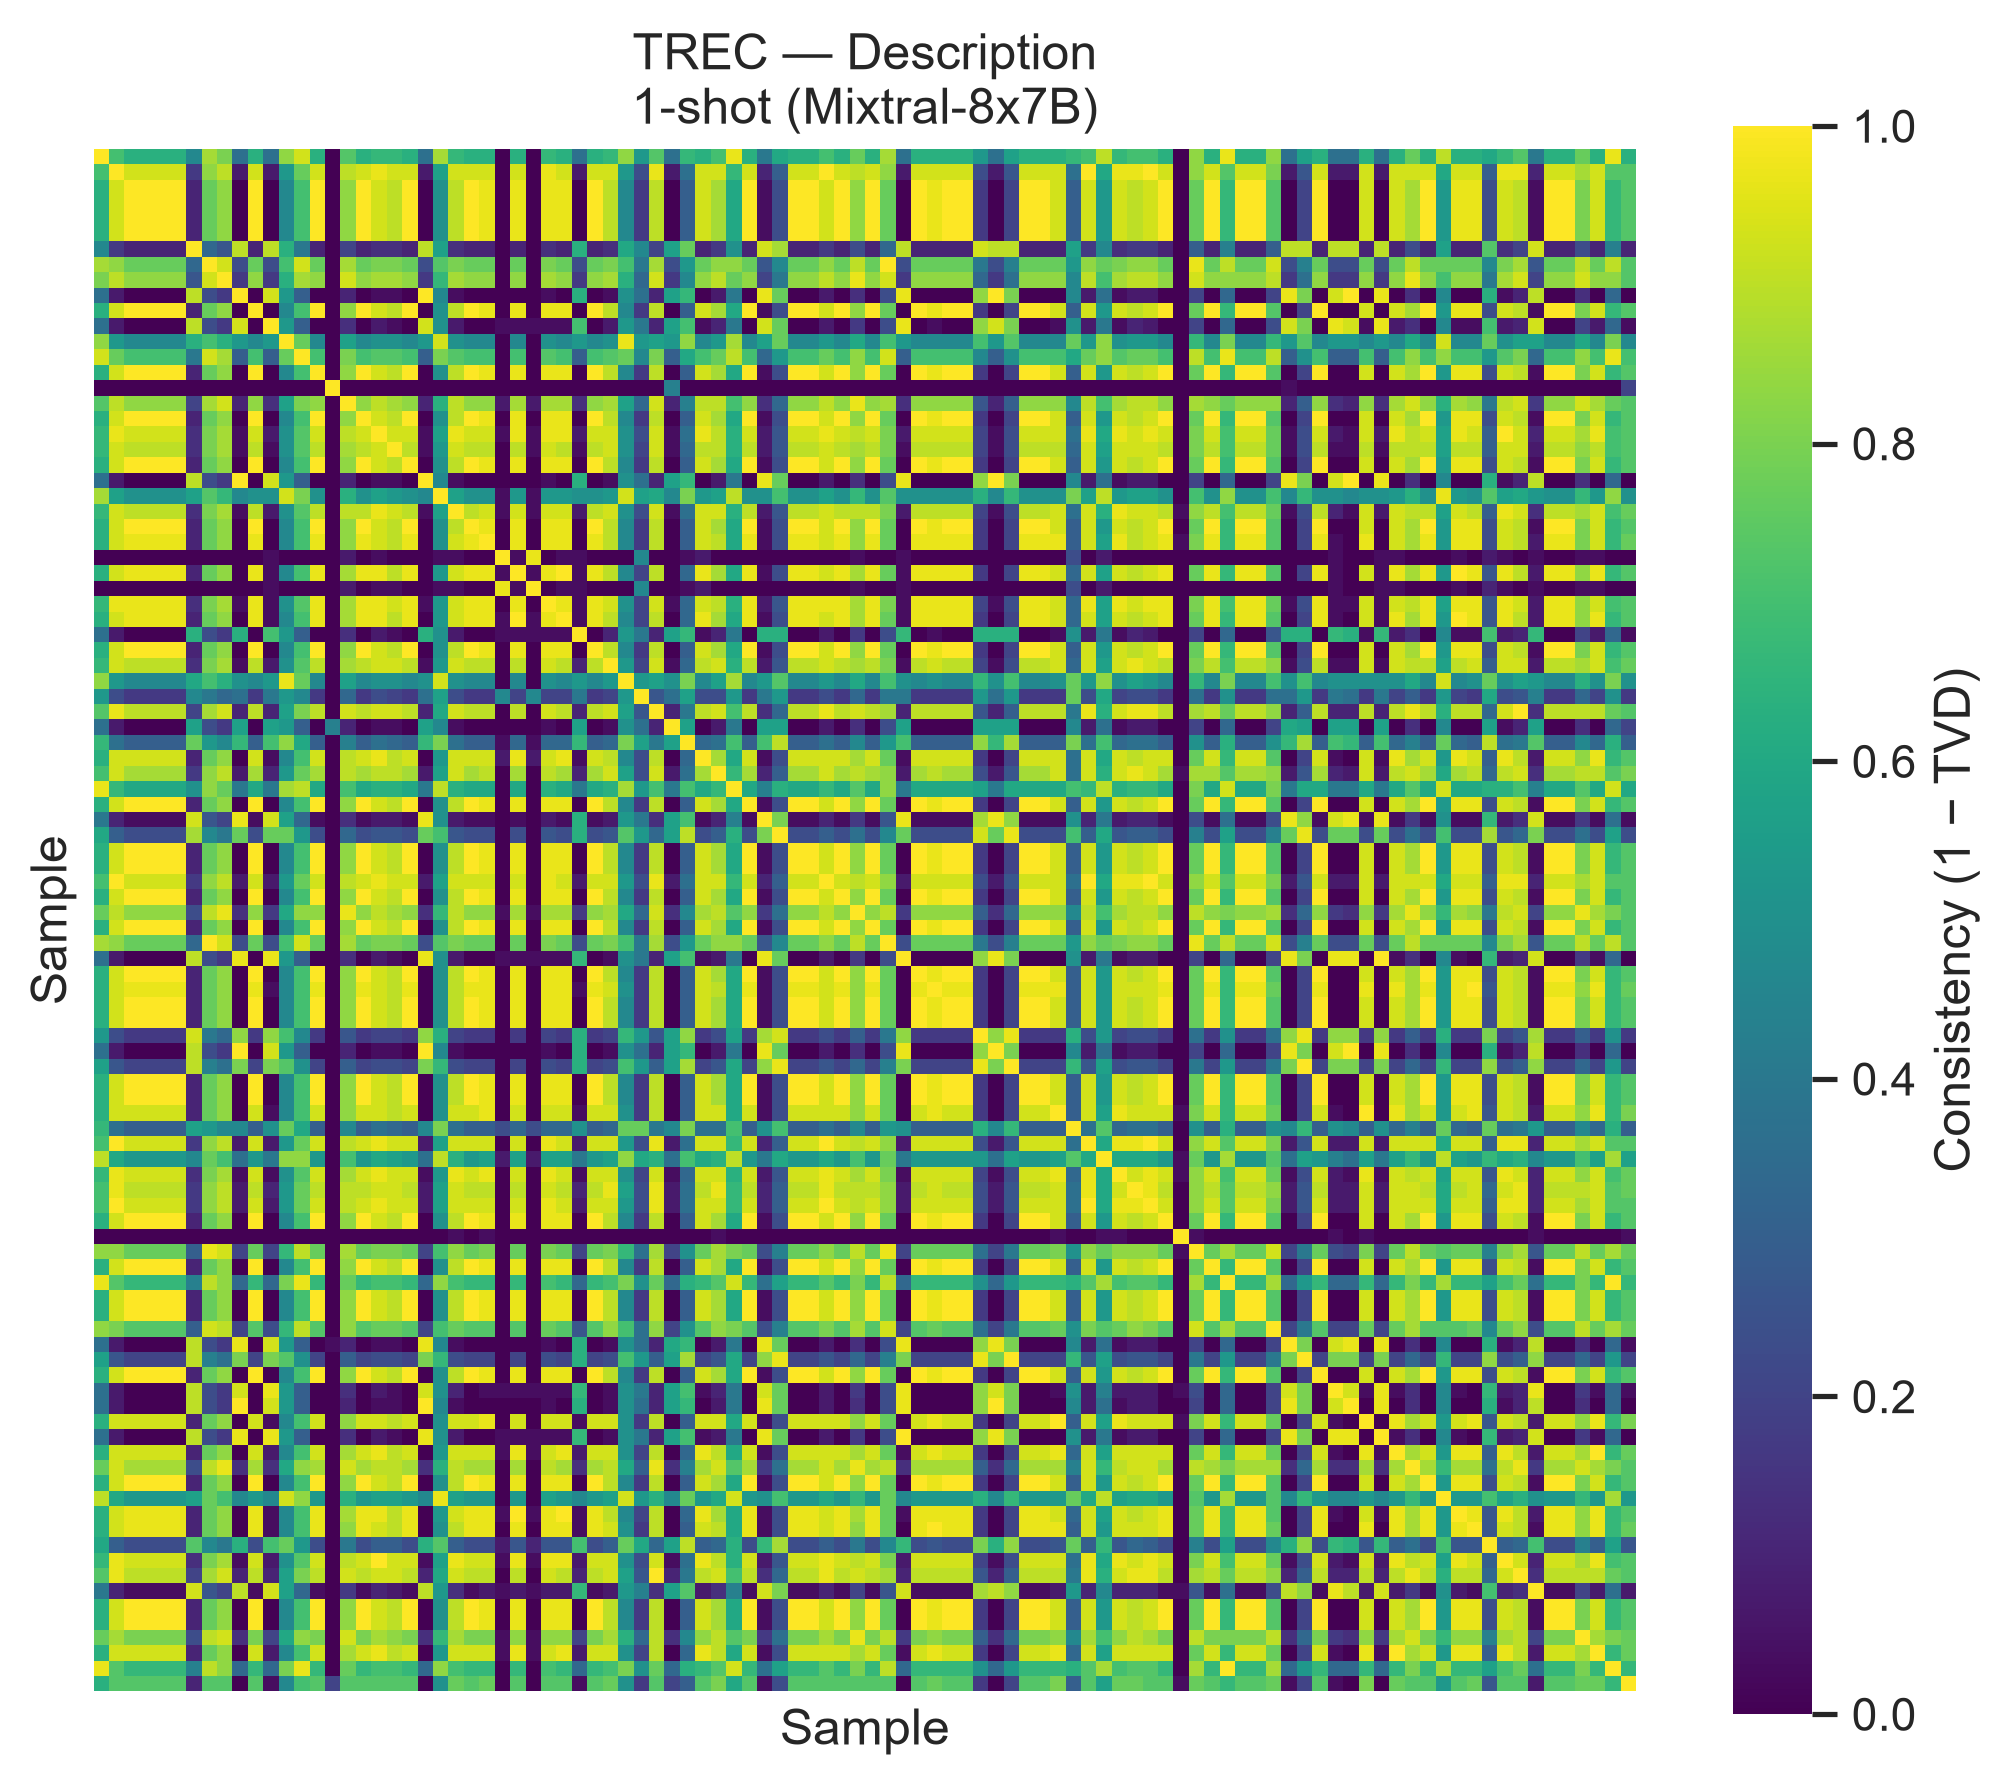 TREC — Description
1-shot (Mixtral-8x7B)
Sample
Sample
1.0
0.8
0.6
0.4
0.2
0.0
Consistency (1 − TVD)